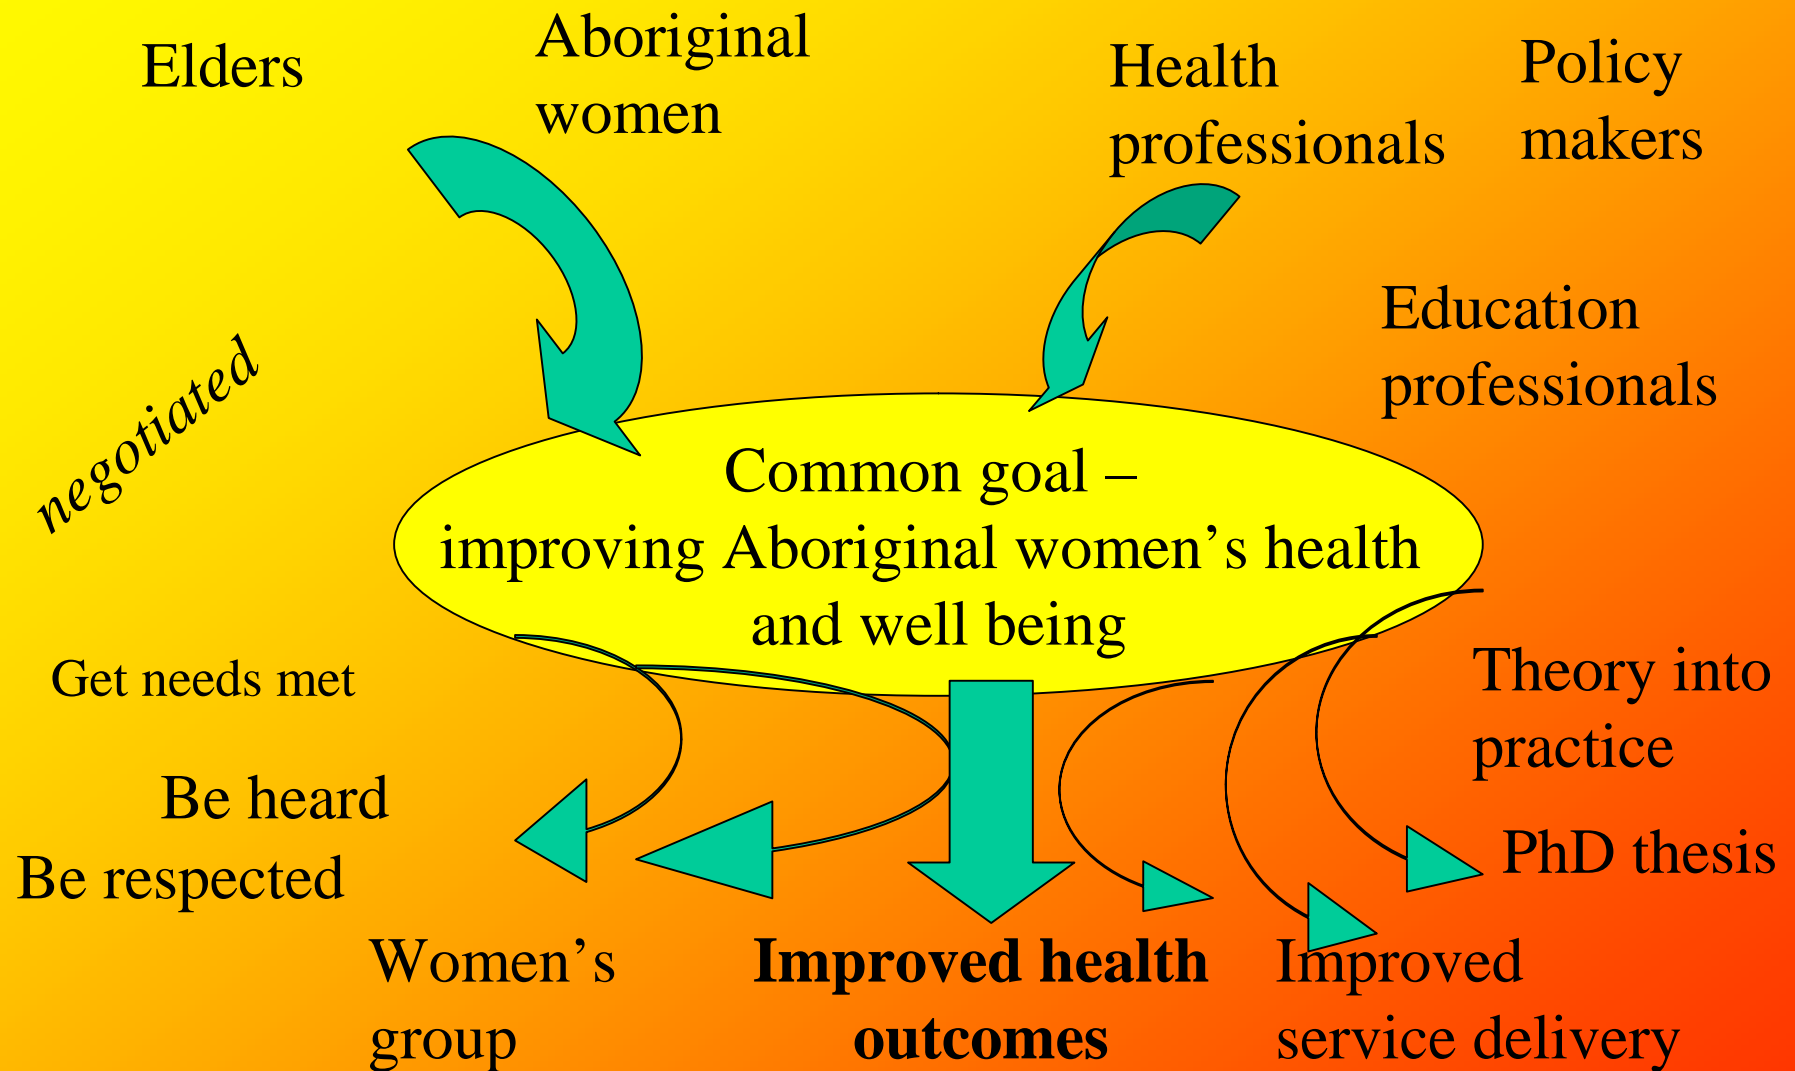 Elders
Aboriginal
women
Health
professionals
Policy
makers
Education
professionals
negotiated
Common goal –
improving Aboriginal women’s health
and well being
Get needs met
Be heard
Be respected
Women’s
group
Improved health
outcomes
Improved
service delivery
Theory into
practice
PhD thesis